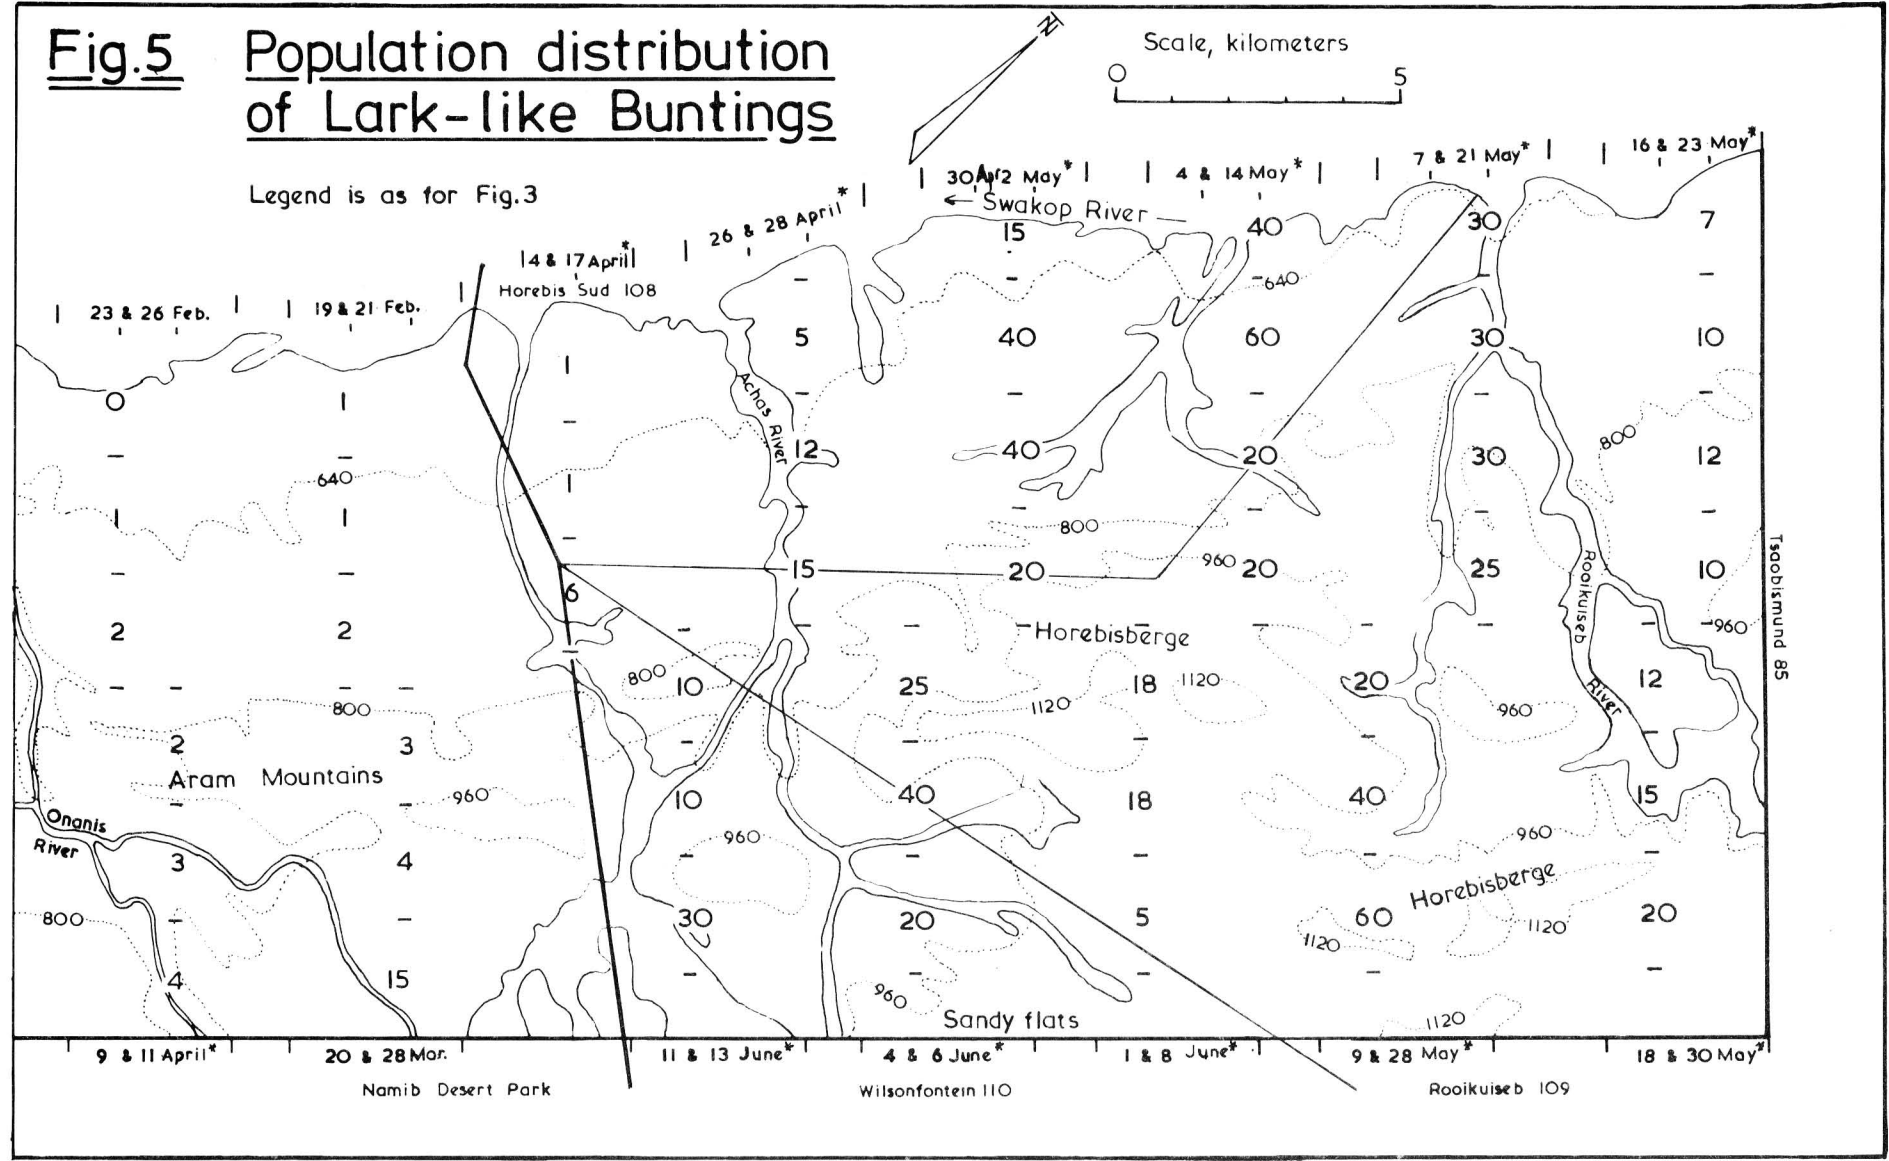 Fig.5 Population distribution
of Lark-like Buntings
Legend is as for Fig.3
N
Scale, kilometers
0 5
23 & 26 Feb.
19 & 21 Feb.
14 & 17 April*
26 & 28 April*
30 Apr 2 May*
4 & 14 May*
7 & 21 May*
16 & 23 May*
Horebis Sud 108
← Swakop River
15 40 30 7
640
1 5 40 60 30 10
0 1
Achas River
12 40 20 30 12
800
640
1
1 1
800
15 20 960 20 25 10
6
Rooikuiseb River
Tsaobismund 85
2 2
Horebisberge
960
800 10 25 18 1120 20 12
800
1120
960
2 3
Aram Mountains
960
10 40 18 40 15
Onanis River
960
960
3 4
Horebisberge
800
30 20 5 60 20
1120
1120
4 15
960
Sandy flats
1120
9 & 11 April*
20 & 28 Mar.
11 & 13 June*
4 & 6 June*
1 & 8 June*
9 & 28 May*
18 & 30 May*
Namib Desert Park
Wilsonfontein 110
Rooikuiseb 109